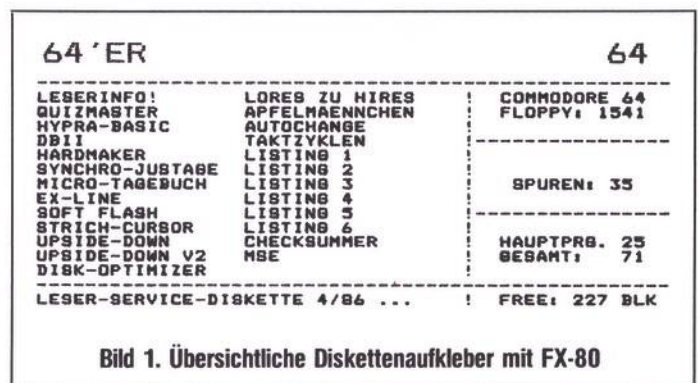 64'ER 64
LESERINFO! LORES ZU HIRES ! COMMODORE 64
QUIZMASTER APFELMAENNCHEN ! FLOPPY: 1541
HYPRA-BASIC AUTOCHANGE !
DBII TAKTZYKLEN !---------------
HARDMAKER LISTING 1 !
SYNCHRO-JUSTAGE LISTING 2 !
MICRO-TAGEBUCH LISTING 3 ! SPUREN: 35
EX-LINE LISTING 4 !
SOFT FLASH LISTING 5 !---------------
STRICH-CURSOR LISTING 6 !
UPSIDE-DOWN CHECKSUMMER ! HAUPTPRG. 25
UPSIDE-DOWN V2 MSE ! GESAMT: 71
DISK-OPTIMIZER !
LESER-SERVICE-DISKETTE 4/86 ... ! FREE: 227 BLK
Bild 1. Übersichtliche Diskettenaufkleber mit FX-80